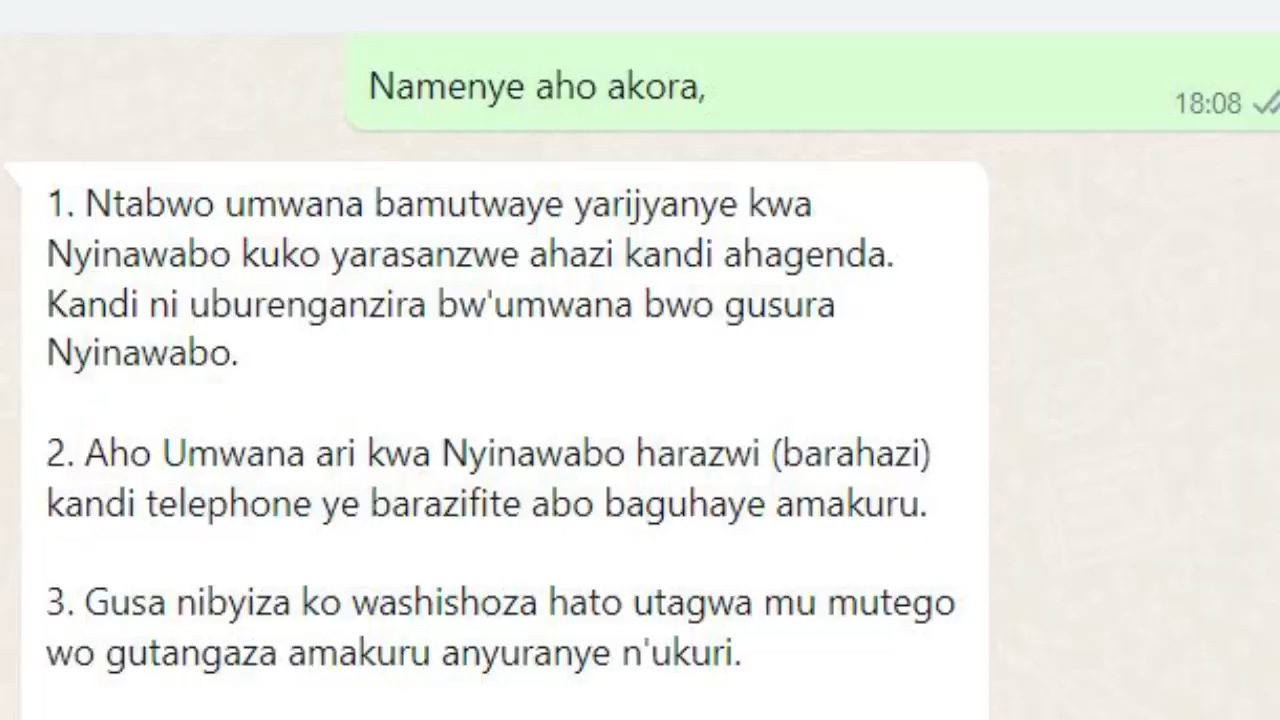 Namenye aho akora,
18:08
1. Ntabwo umwana bamutwaye yarijyanye kwa
Nyinawabo kuko yarasanzwe ahazi kandi ahagenda.
Kandi ni uburenganzira bw'umwana bwo gusura
Nyinawabo.
2. Aho Umwana ari kwa Nyinawabo harazwi (barahazi)
kandi telephone ye barazifite abo baguhaye amakuru.
3. Gusa nibyiza ko washishoza hato utagwa mu mutego
wo gutangaza amakuru anyuranye n'ukuri.